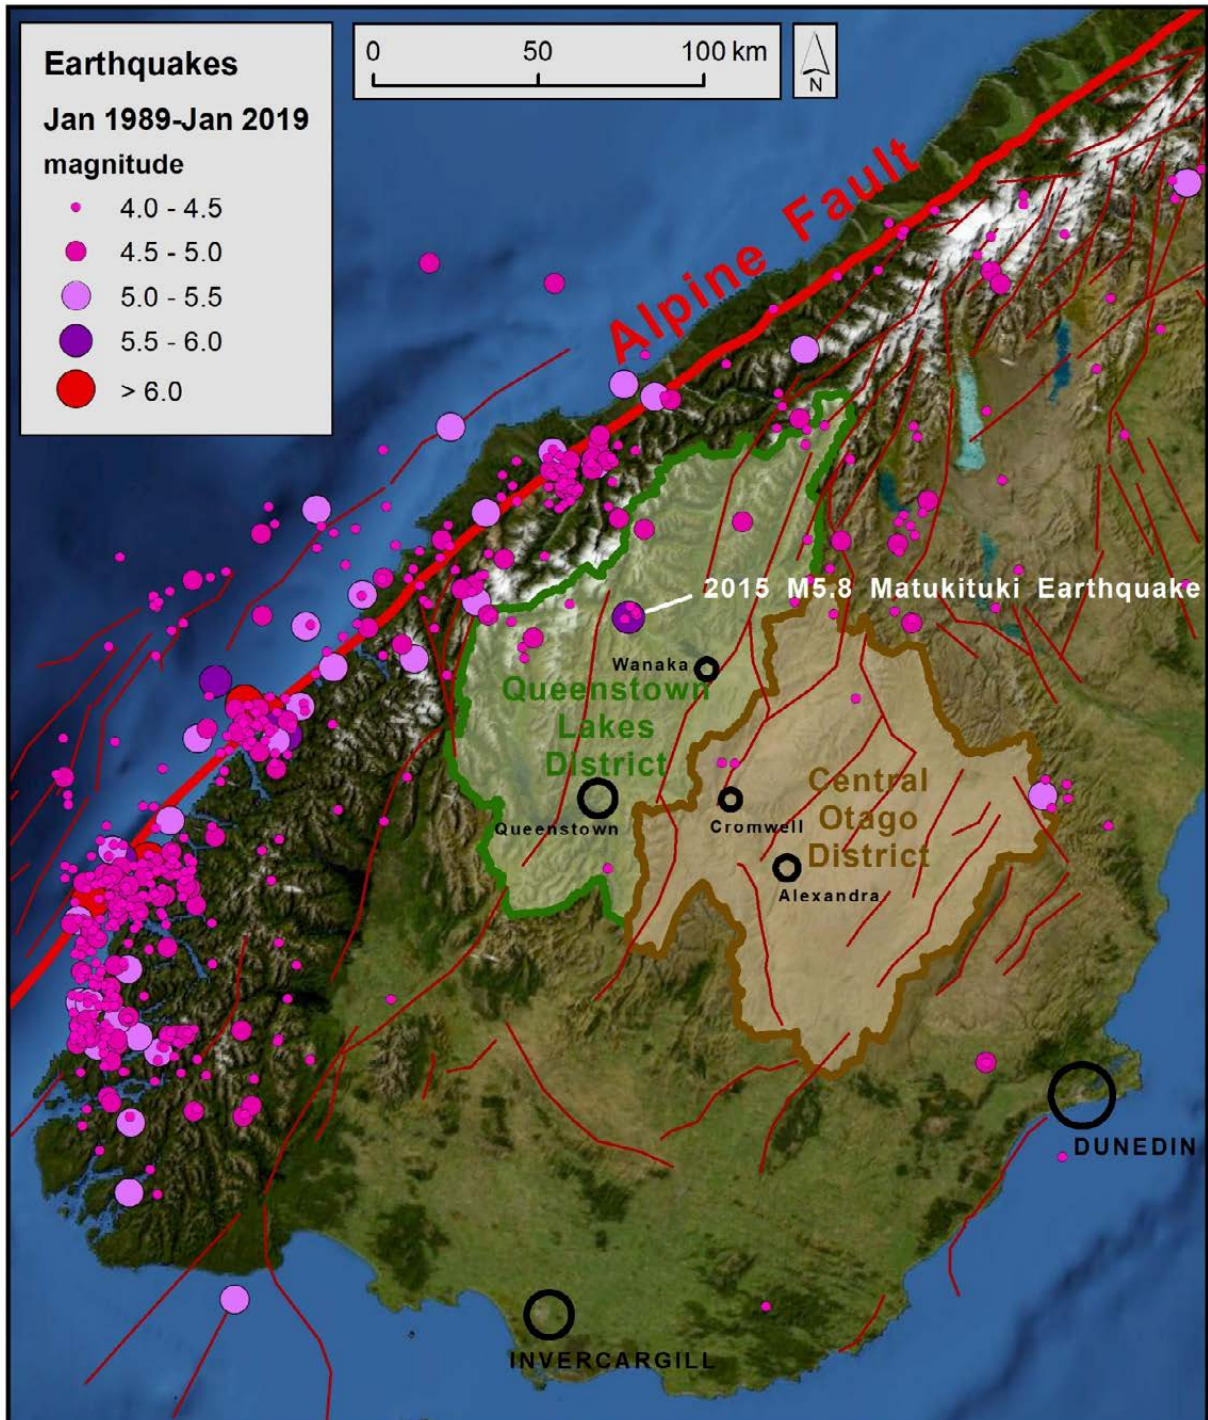 Earthquakes
Jan 1989-Jan 2019
magnitude
4.0 - 4.5
4.5 - 5.0
5.0 - 5.5
5.5 - 6.0
> 6.0
0 50 100 km
N
Alpine Fault
2015 M5.8 Matukituki Earthquake
Wanaka
Queenstown
Lakes
District
Queenstown
Cromwell
Central
Otago
District
Alexandra
DUNEDIN
INVERCARGILL